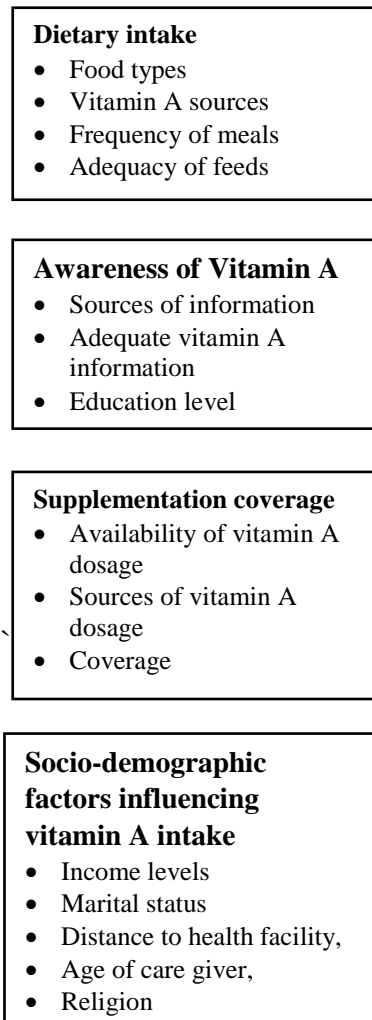 Dietary intake
• Food types
• Vitamin A sources
• Frequency of meals
• Adequacy of feeds
Awareness of Vitamin A
• Sources of information
• Adequate vitamin A
information
• Education level
Supplementation coverage
• Availability of vitamin A
dosage
• Sources of vitamin A
dosage
• Coverage
`
Socio-demographic
factors influencing
vitamin A intake
• Income levels
• Marital status
• Distance to health facility,
• Age of care giver,
• Religion